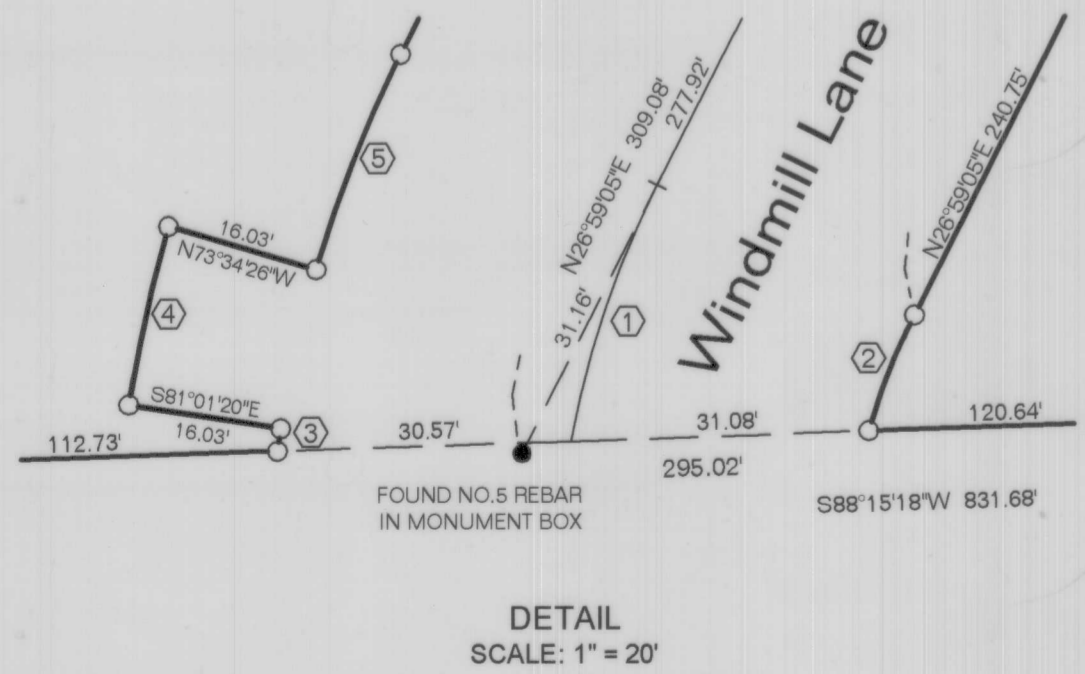 5
16.03'
N73°34'26"W
4
S81°01'20"E
16.03'
3
112.73'
30.57'
N26°59'05"E 309.08'
277.92'
31.16'
1
Windmill Lane
N26°59'05"E 240.75'
2
31.08'
120.64'
295.02'
S88°15'18"W 831.68'
FOUND NO.5 REBAR
IN MONUMENT BOX
DETAIL
SCALE: 1" = 20'